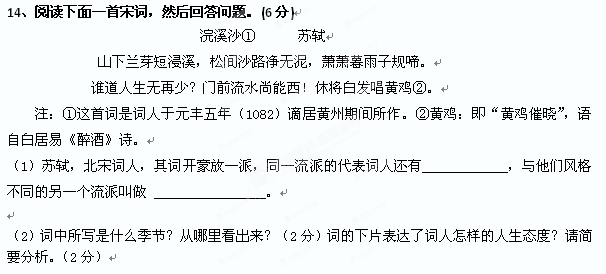 14、阅读下面一首宋词，然后回答问题。(6分)
浣溪沙① 苏轼
山下兰芽短浸溪，松间沙路净无泥，萧萧暮雨子规啼。
谁道人生无再少？门前流水尚能西！休将白发唱黄鸡②。
注：①这首词是词人于元丰五年（1082）谪居黄州期间所作。②黄鸡：即“黄鸡催晓”，语
自白居易《醉酒》诗。
（1）苏轼，北宋词人，其词开豪放一派，同一流派的代表词人还有____________，与他们风格
不同的另一个流派叫做 ________________。
（2）词中所写是什么季节？从哪里看出来？（2分）词的下片表达了词人怎样的人生态度？请简
要分析。（2分）